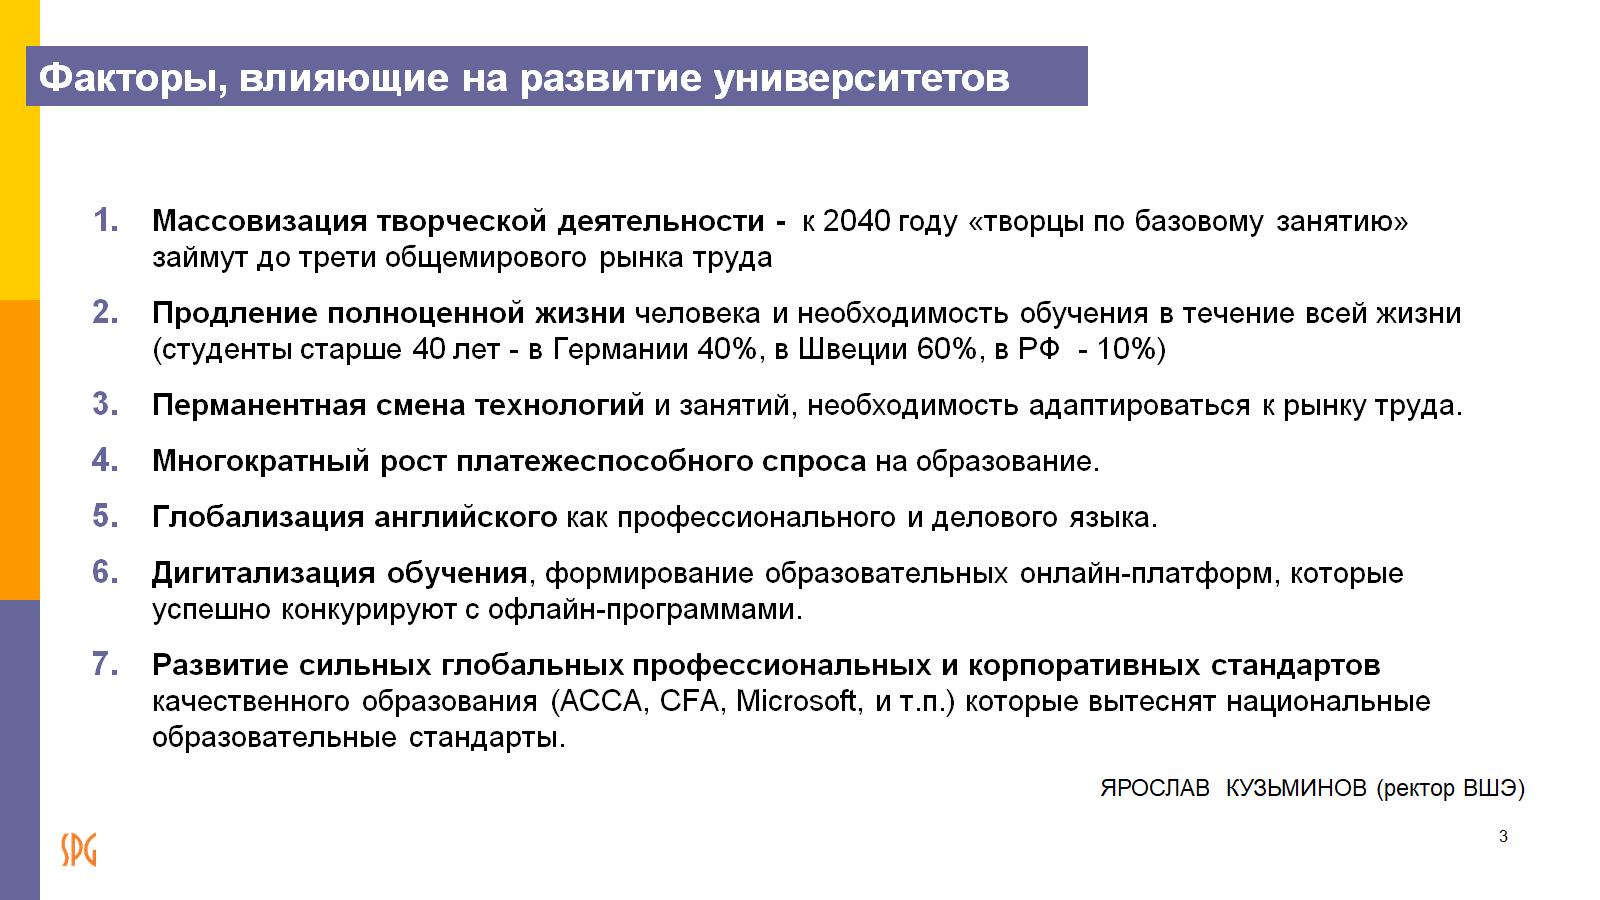 Факторы, влияющие на развитие университетов
1. Массовизация творческой деятельности - к 2040 году «творцы по базовому занятию»
займут до трети общемирового рынка труда
2. Продление полноценной жизни человека и необходимость обучения в течение всей жизни
(студенты старше 40 лет - в Германии 40%, в Швеции 60%, в РФ - 10%)
3. Перманентная смена технологий и занятий, необходимость адаптироваться к рынку труда.
4. Многократный рост платежеспособного спроса на образование.
5. Глобализация английского как профессионального и делового языка.
6. Дигитализация обучения, формирование образовательных онлайн-платформ, которые
успешно конкурируют с офлайн-программами.
7. Развитие сильных глобальных профессиональных и корпоративных стандартов
качественного образования (ACCA, CFA, Microsoft, и т.п.) которые вытеснят национальные
образовательные стандарты.
ЯРОСЛАВ КУЗЬМИНОВ (ректор ВШЭ)
3
SPG